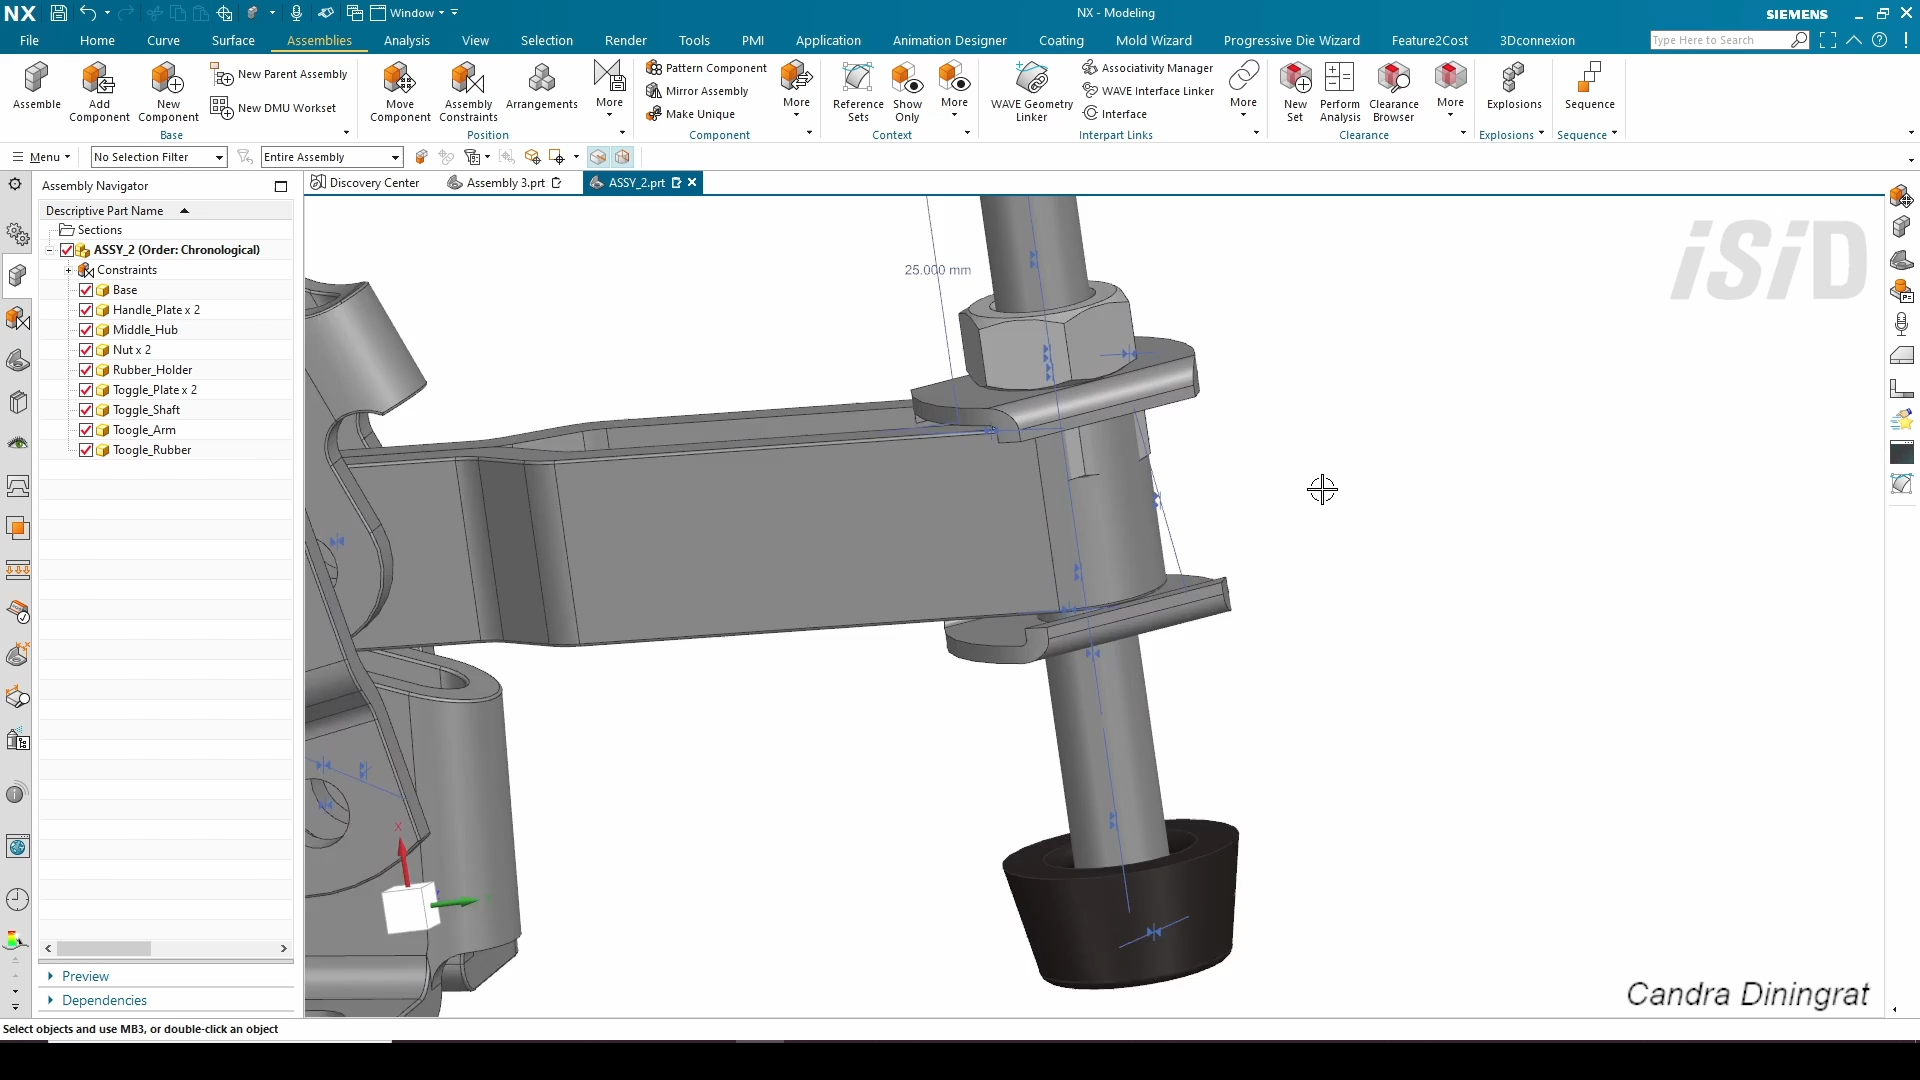 NX
Window
NX - Modeling
SIEMENS
File
Home
Curve
Surface
Assemblies
Analysis
View
Selection
Render
Tools
PMI
Application
Animation Designer
Coating
Mold Wizard
Progressive Die Wizard
Feature2Cost
3Dconnexion
Type Here to Search
Assemble
Add
Component
New
Component
New Parent Assembly
New DMU Workset
Base
Move
Component
Assembly
Constraints
Arrangements
More
Position
Pattern Component
Mirror Assembly
Make Unique
More
Component
Reference
Sets
Show
Only
More
Context
WAVE Geometry
Linker
Associativity Manager
WAVE Interface Linker
Interface
More
Interpart Links
New
Set
Perform
Analysis
Clearance
Browser
More
Clearance
Explosions
Explosions
Sequence
Sequence
Menu
No Selection Filter
Entire Assembly
Assembly Navigator
Discovery Center
Assembly 3.prt
ASSY_2.prt
Descriptive Part Name
Sections
ASSY_2 (Order: Chronological)
Constraints
Base
Handle_Plate x 2
Middle_Hub
Nut x 2
Rubber_Holder
Toggle_Plate x 2
Toggle_Shaft
Toogle_Arm
Toogle_Rubber
25.000 mm
iSiD
X
Preview
Dependencies
Candra Diningrat
Select objects and use MB3, or double-click an object